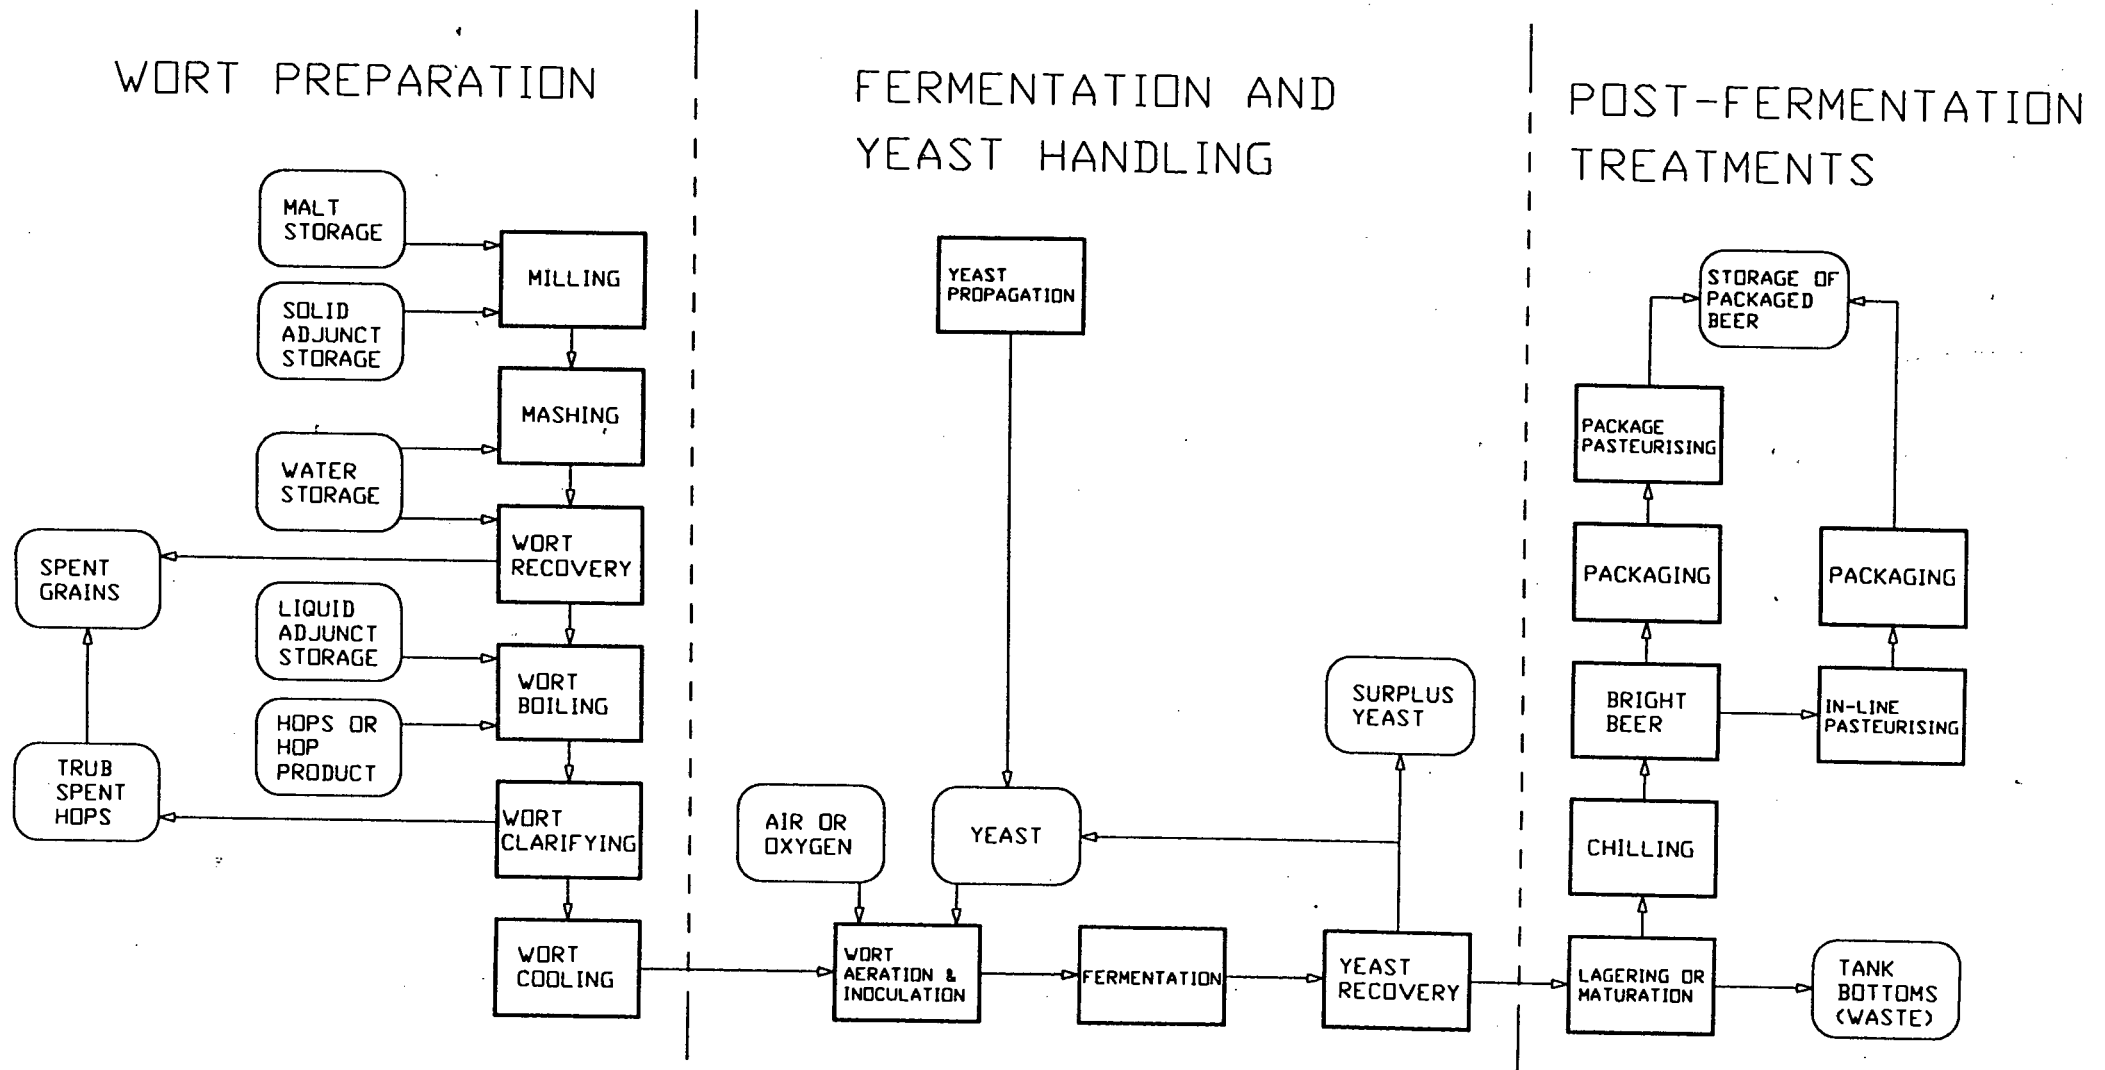 WORT PREPARATION
MALT
STORAGE
SOLID
ADJUNCT
STORAGE
WATER
STORAGE
SPENT
GRAINS
LIQUID
ADJUNCT
STORAGE
HOPS OR
HOP
PRODUCT
TRUB
SPENT
HOPS
MILLING
MASHING
WORT
RECOVERY
WORT
BOILING
WORT
CLARIFYING
WORT
COOLING
FERMENTATION AND
YEAST HANDLING
YEAST
PROPAGATION
AIR OR
OXYGEN
YEAST
SURPLUS
YEAST
WORT
AERATION &
INOCULATION
FERMENTATION
YEAST
RECOVERY
POST-FERMENTATION
TREATMENTS
STORAGE OF
PACKAGED
BEER
PACKAGE
PASTEURISING
PACKAGING
PACKAGING
BRIGHT
BEER
IN-LINE
PASTEURISING
CHILLING
LAGERING OR
MATURATION
TANK
BOTTOMS
(WASTE)